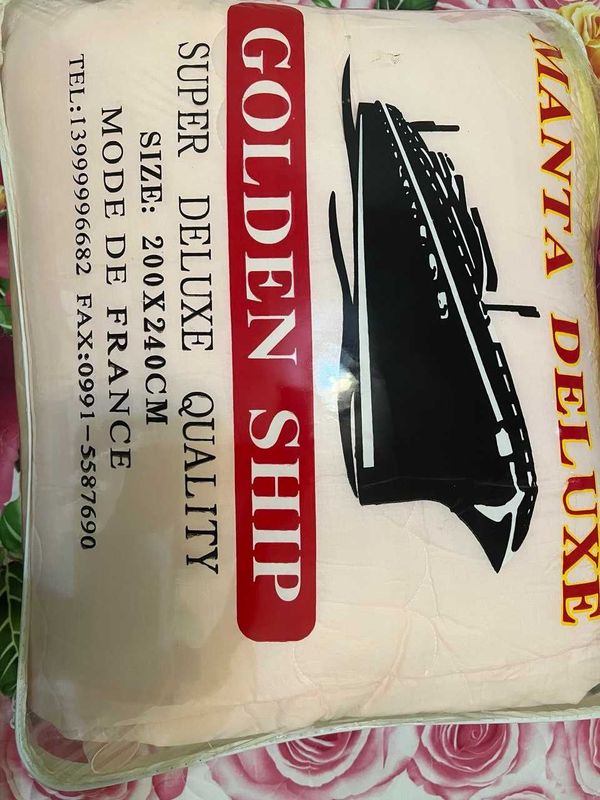 MANTA DELUXE
GOLDEN SHIP
SUPER DELUXE QUALITY
SIZE: 200X240CM
MODE DE FRANCE
TEL:13999996682 FAX:0991-5587690